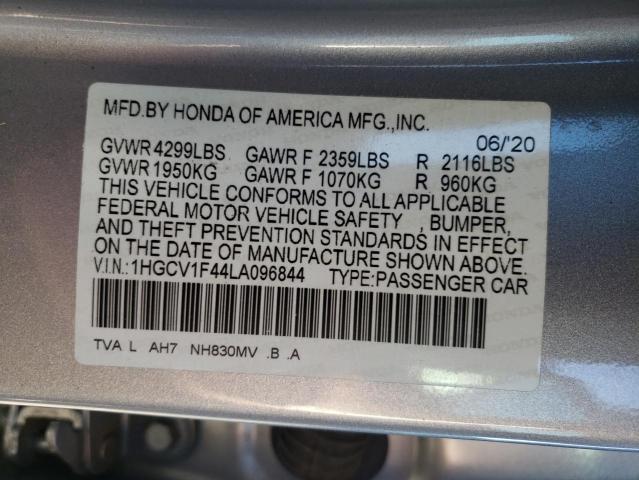 MFD.BY HONDA OF AMERICA MFG.,INC.
06/'20
GVWR 4299LBS GAWR F 2359LBS R 2116LBS
GVWR 1950KG GAWR F 1070KG R 960KG
THIS VEHICLE CONFORMS TO ALL APPLICABLE
FEDERAL MOTOR VEHICLE SAFETY , BUMPER,
AND THEFT PREVENTION STANDARDS IN EFFECT
ON THE DATE OF MANUFACTURE SHOWN ABOVE.
V.I.N.:1HGCV1F44LA096844 TYPE:PASSENGER CAR
TVA L AH7 NH830MV .B .A